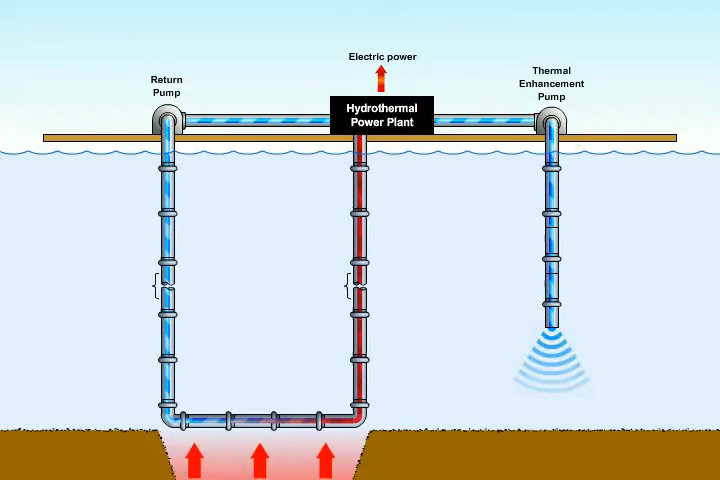 Electric power
Return
Pump
Hydrothermal
Power Plant
Thermal
Enhancement
Pump